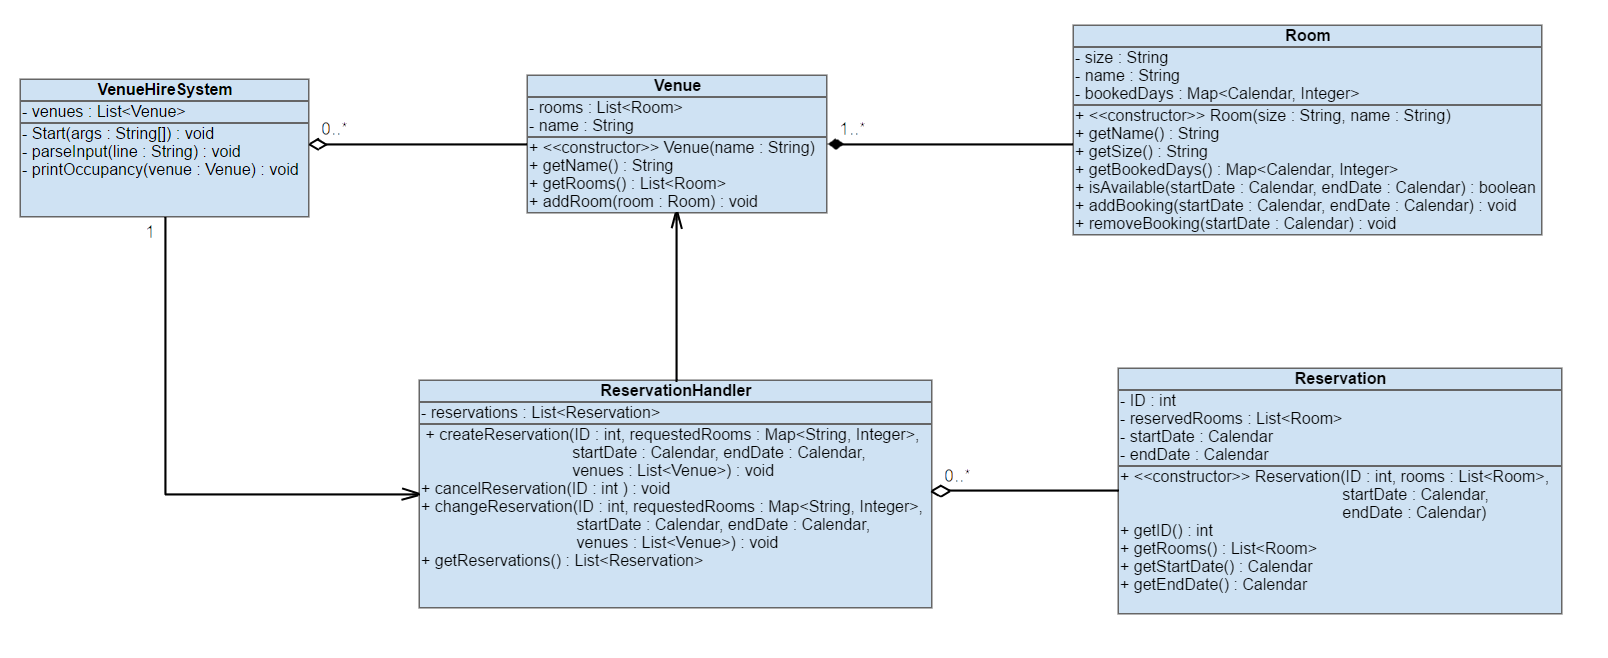 VenueHireSystem
- venues : List<Venue>
- Start(args : String[]) : void
- parseInput(line : String) : void
- printOccupancy(venue : Venue) : void
0..*
1
Venue
- rooms : List<Room>
- name : String
+ <<constructor>> Venue(name : String)
+ getName() : String
+ getRooms() : List<Room>
+ addRoom(room : Room) : void
1..*
Room
- size : String
- name : String
- bookedDays : Map<Calendar, Integer>
+ <<constructor>> Room(size : String, name : String)
+ getName() : String
+ getSize() : String
+ getBookedDays() : Map<Calendar, Integer>
+ isAvailable(startDate : Calendar, endDate : Calendar) : boolean
+ addBooking(startDate : Calendar, endDate : Calendar) : void
+ removeBooking(startDate : Calendar) : void
ReservationHandler
- reservations : List<Reservation>
+ createReservation(ID : int, requestedRooms : Map<String, Integer>,
startDate : Calendar, endDate : Calendar,
venues : List<Venue>) : void
+ cancelReservation(ID : int ) : void
+ changeReservation(ID : int, requestedRooms : Map<String, Integer>,
startDate : Calendar, endDate : Calendar,
venues : List<Venue>) : void
+ getReservations() : List<Reservation>
0..*
Reservation
- ID : int
- reservedRooms : List<Room>
- startDate : Calendar
- endDate : Calendar
+ <<constructor>> Reservation(ID : int, rooms : List<Room>,
startDate : Calendar,
endDate : Calendar)
+ getID() : int
+ getRooms() : List<Room>
+ getStartDate() : Calendar
+ getEndDate() : Calendar